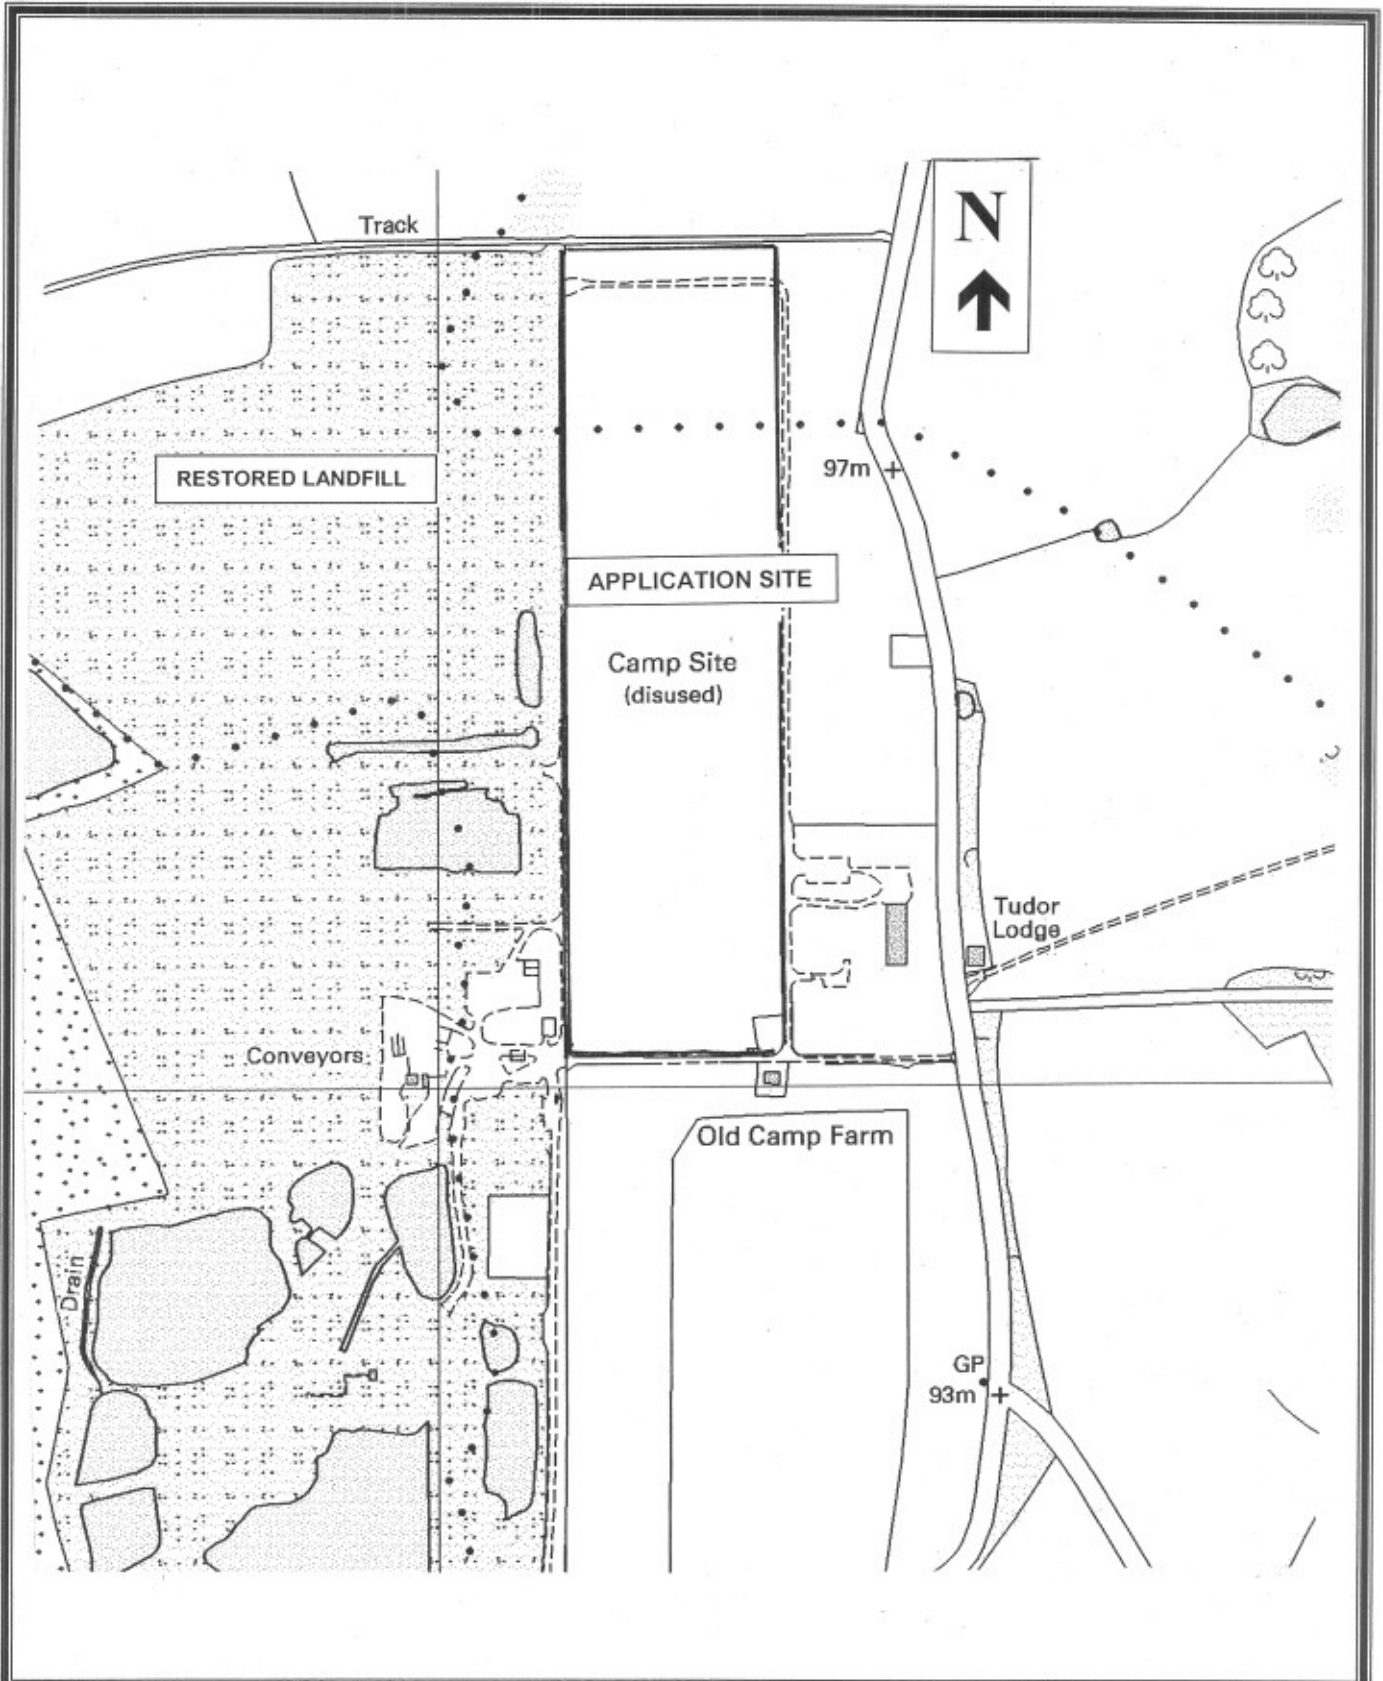 N
Track
97m
RESTORED LANDFILL
APPLICATION SITE
Camp Site
(disused)
Tudor
Lodge
Conveyors
Old Camp Farm
Drain
GP
93m